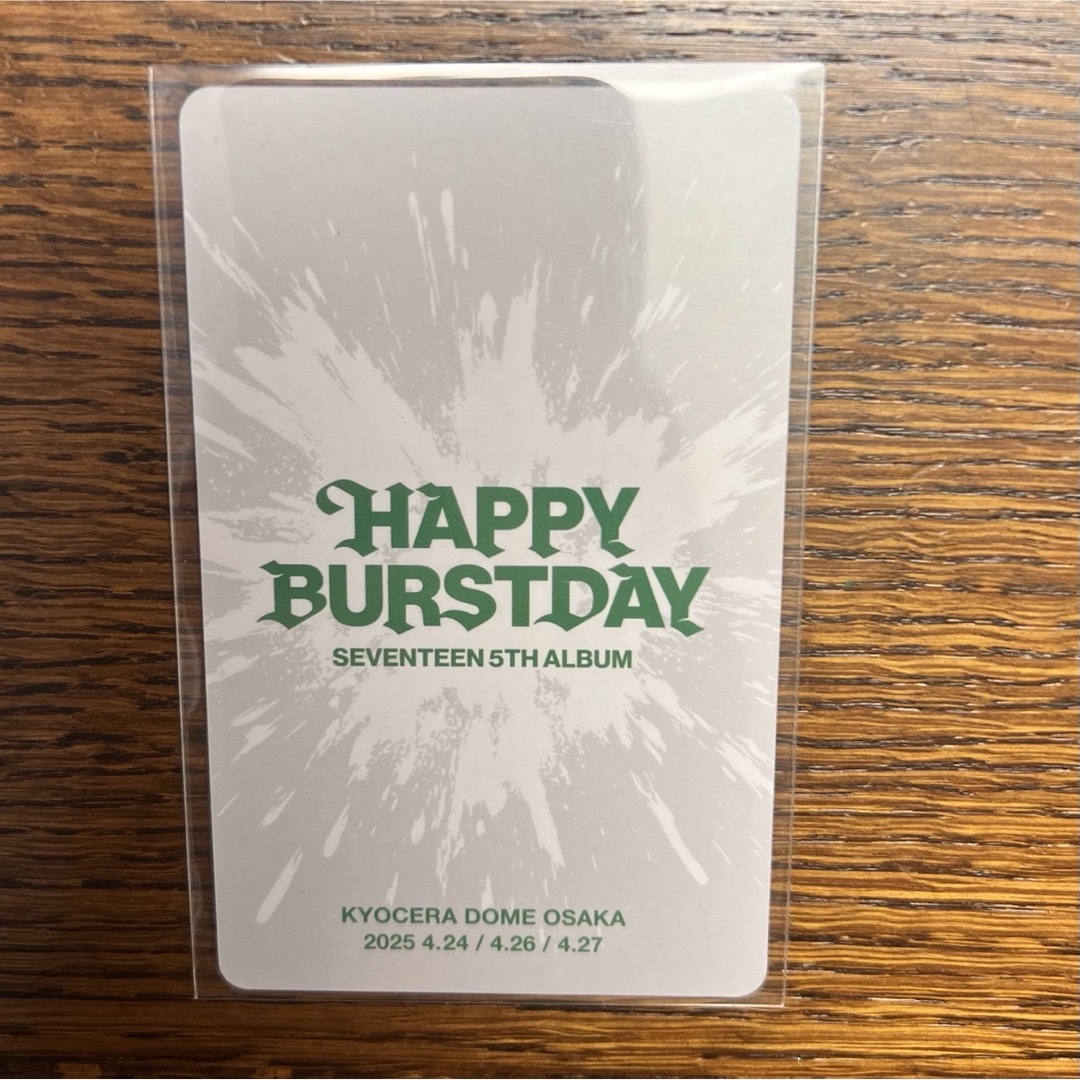 HAPPY
BURSTDAY
SEVENTEEN 5TH ALBUM
KYOCERA DOME OSAKA
2025 4.24 / 4.26 / 4.27